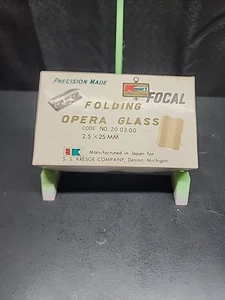 PRECISION MADE
Kmart
FOCAL
FOLDING
OPERA GLASS
CODE NO. 20 03 00
2.5 × 25 MM
Manufactured in Japan for
S. S. KRESGE COMPANY, Detroit, Michigan